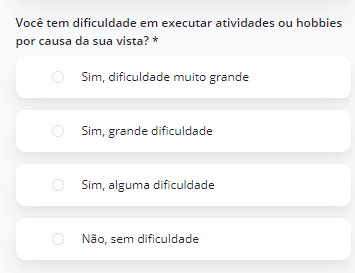 Você tem dificuldade em executar atividades ou hobbies
por causa da sua vista? *
Sim, dificuldade muito grande
Sim, grande dificuldade
Sim, alguma dificuldade
Não, sem dificuldade